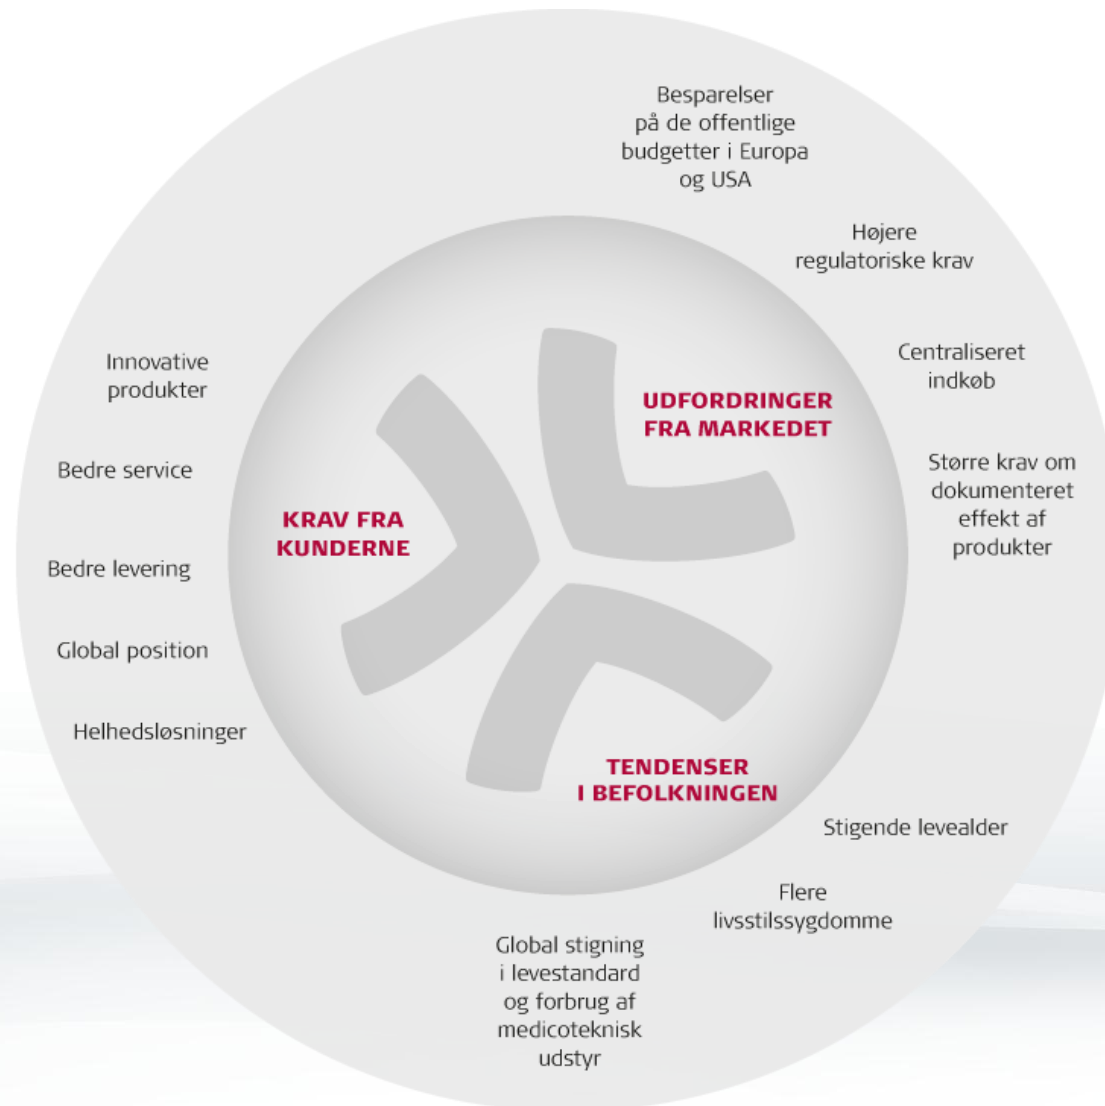 Besparelser
på de offentlige
budgetter i Europa
og USA
Højere
regulatoriske krav
Centraliseret
indkøb
Større krav om
dokumenteret
effekt af
produkter
UDFORDRINGER
FRA MARKEDET
Innovative
produkter
Bedre service
Bedre levering
Global position
Helhedsløsninger
KRAV FRA
KUNDERNE
TENDENSER
I BEFOLKNINGEN
Stigende levealder
Flere
livsstilssygdomme
Global stigning
i levestandard
og forbrug af
medicoteknisk
udstyr